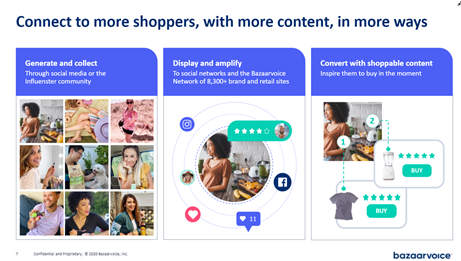 Connect to more shoppers, with more content, in more ways
Generate and collect
Through social media or the
Influenster community
Display and amplify
To social networks and the Bazaarvoice
Network of 8,300+ brand and retail sites
Convert with shoppable content
Inspire them to buy in the moment
11
1
2
BUY
BUY
7
Confidential and Proprietary. © 2020 Bazaarvoice, Inc.
bazaarvoice